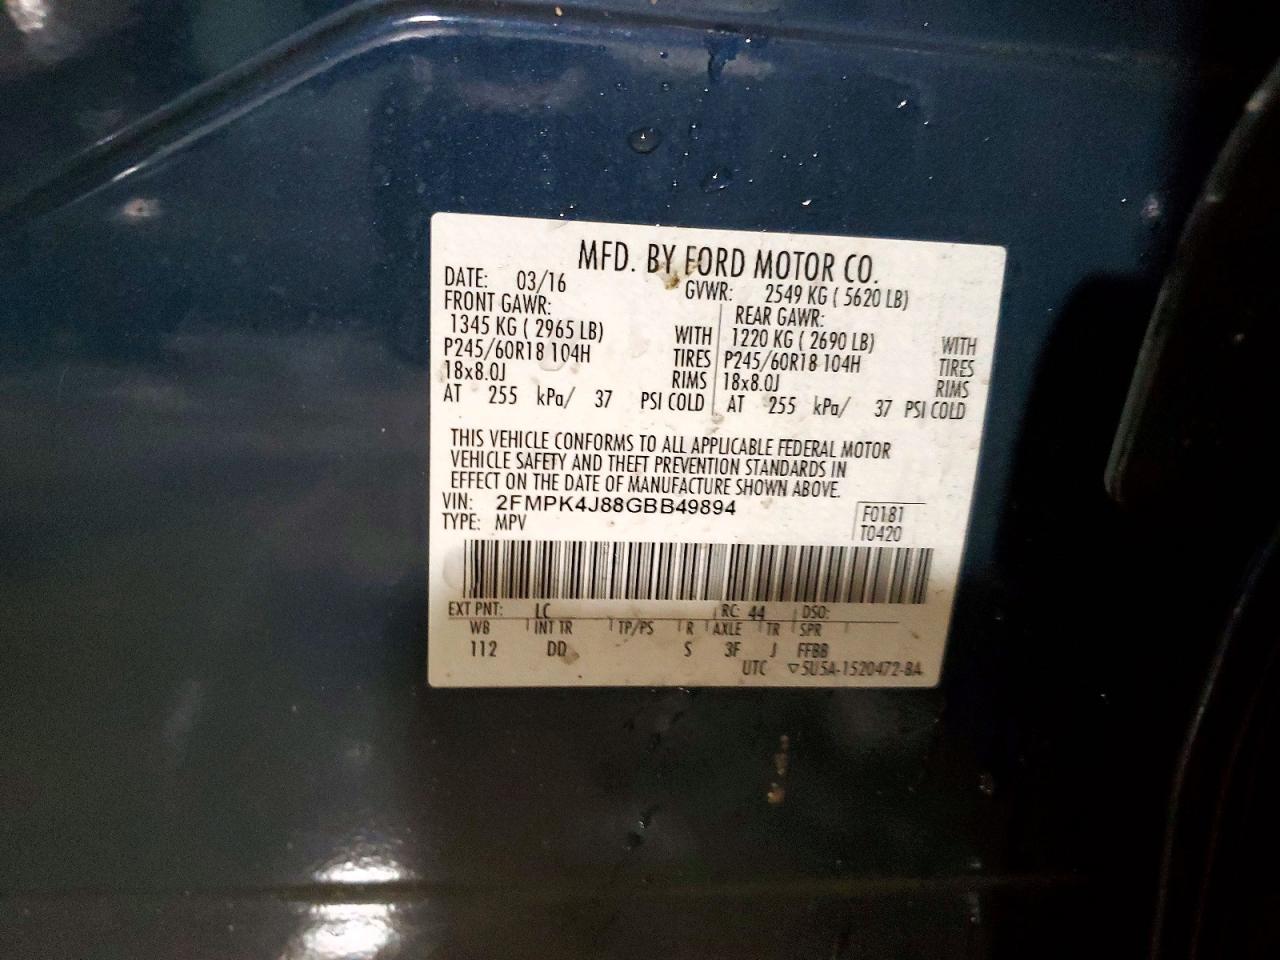 MFD. BY FORD MOTOR CO.
DATE: 03/16 GVWR: 2549 KG ( 5620 LB)
FRONT GAWR: REAR GAWR:
1345 KG ( 2965 LB) WITH 1220 KG ( 2690 LB) WITH
P245/60R18 104H TIRES P245/60R18 104H TIRES
18x8.0J RIMS 18x8.0J RIMS
AT 255 kPa/ 37 PSI COLD AT 255 kPa/ 37 PSI COLD
THIS VEHICLE CONFORMS TO ALL APPLICABLE FEDERAL MOTOR
VEHICLE SAFETY AND THEFT PREVENTION STANDARDS IN
EFFECT ON THE DATE OF MANUFACTURE SHOWN ABOVE.
VIN: 2FMPK4J88GBB49894 F0181
TYPE: MPV T0420
EXT PNT: LC RC: 44 DSO:
WB INT TR TP/PS R AXLE TR SPR
112 DD S 3F J FFBB
UTC ▽5U5A-1520472-BA